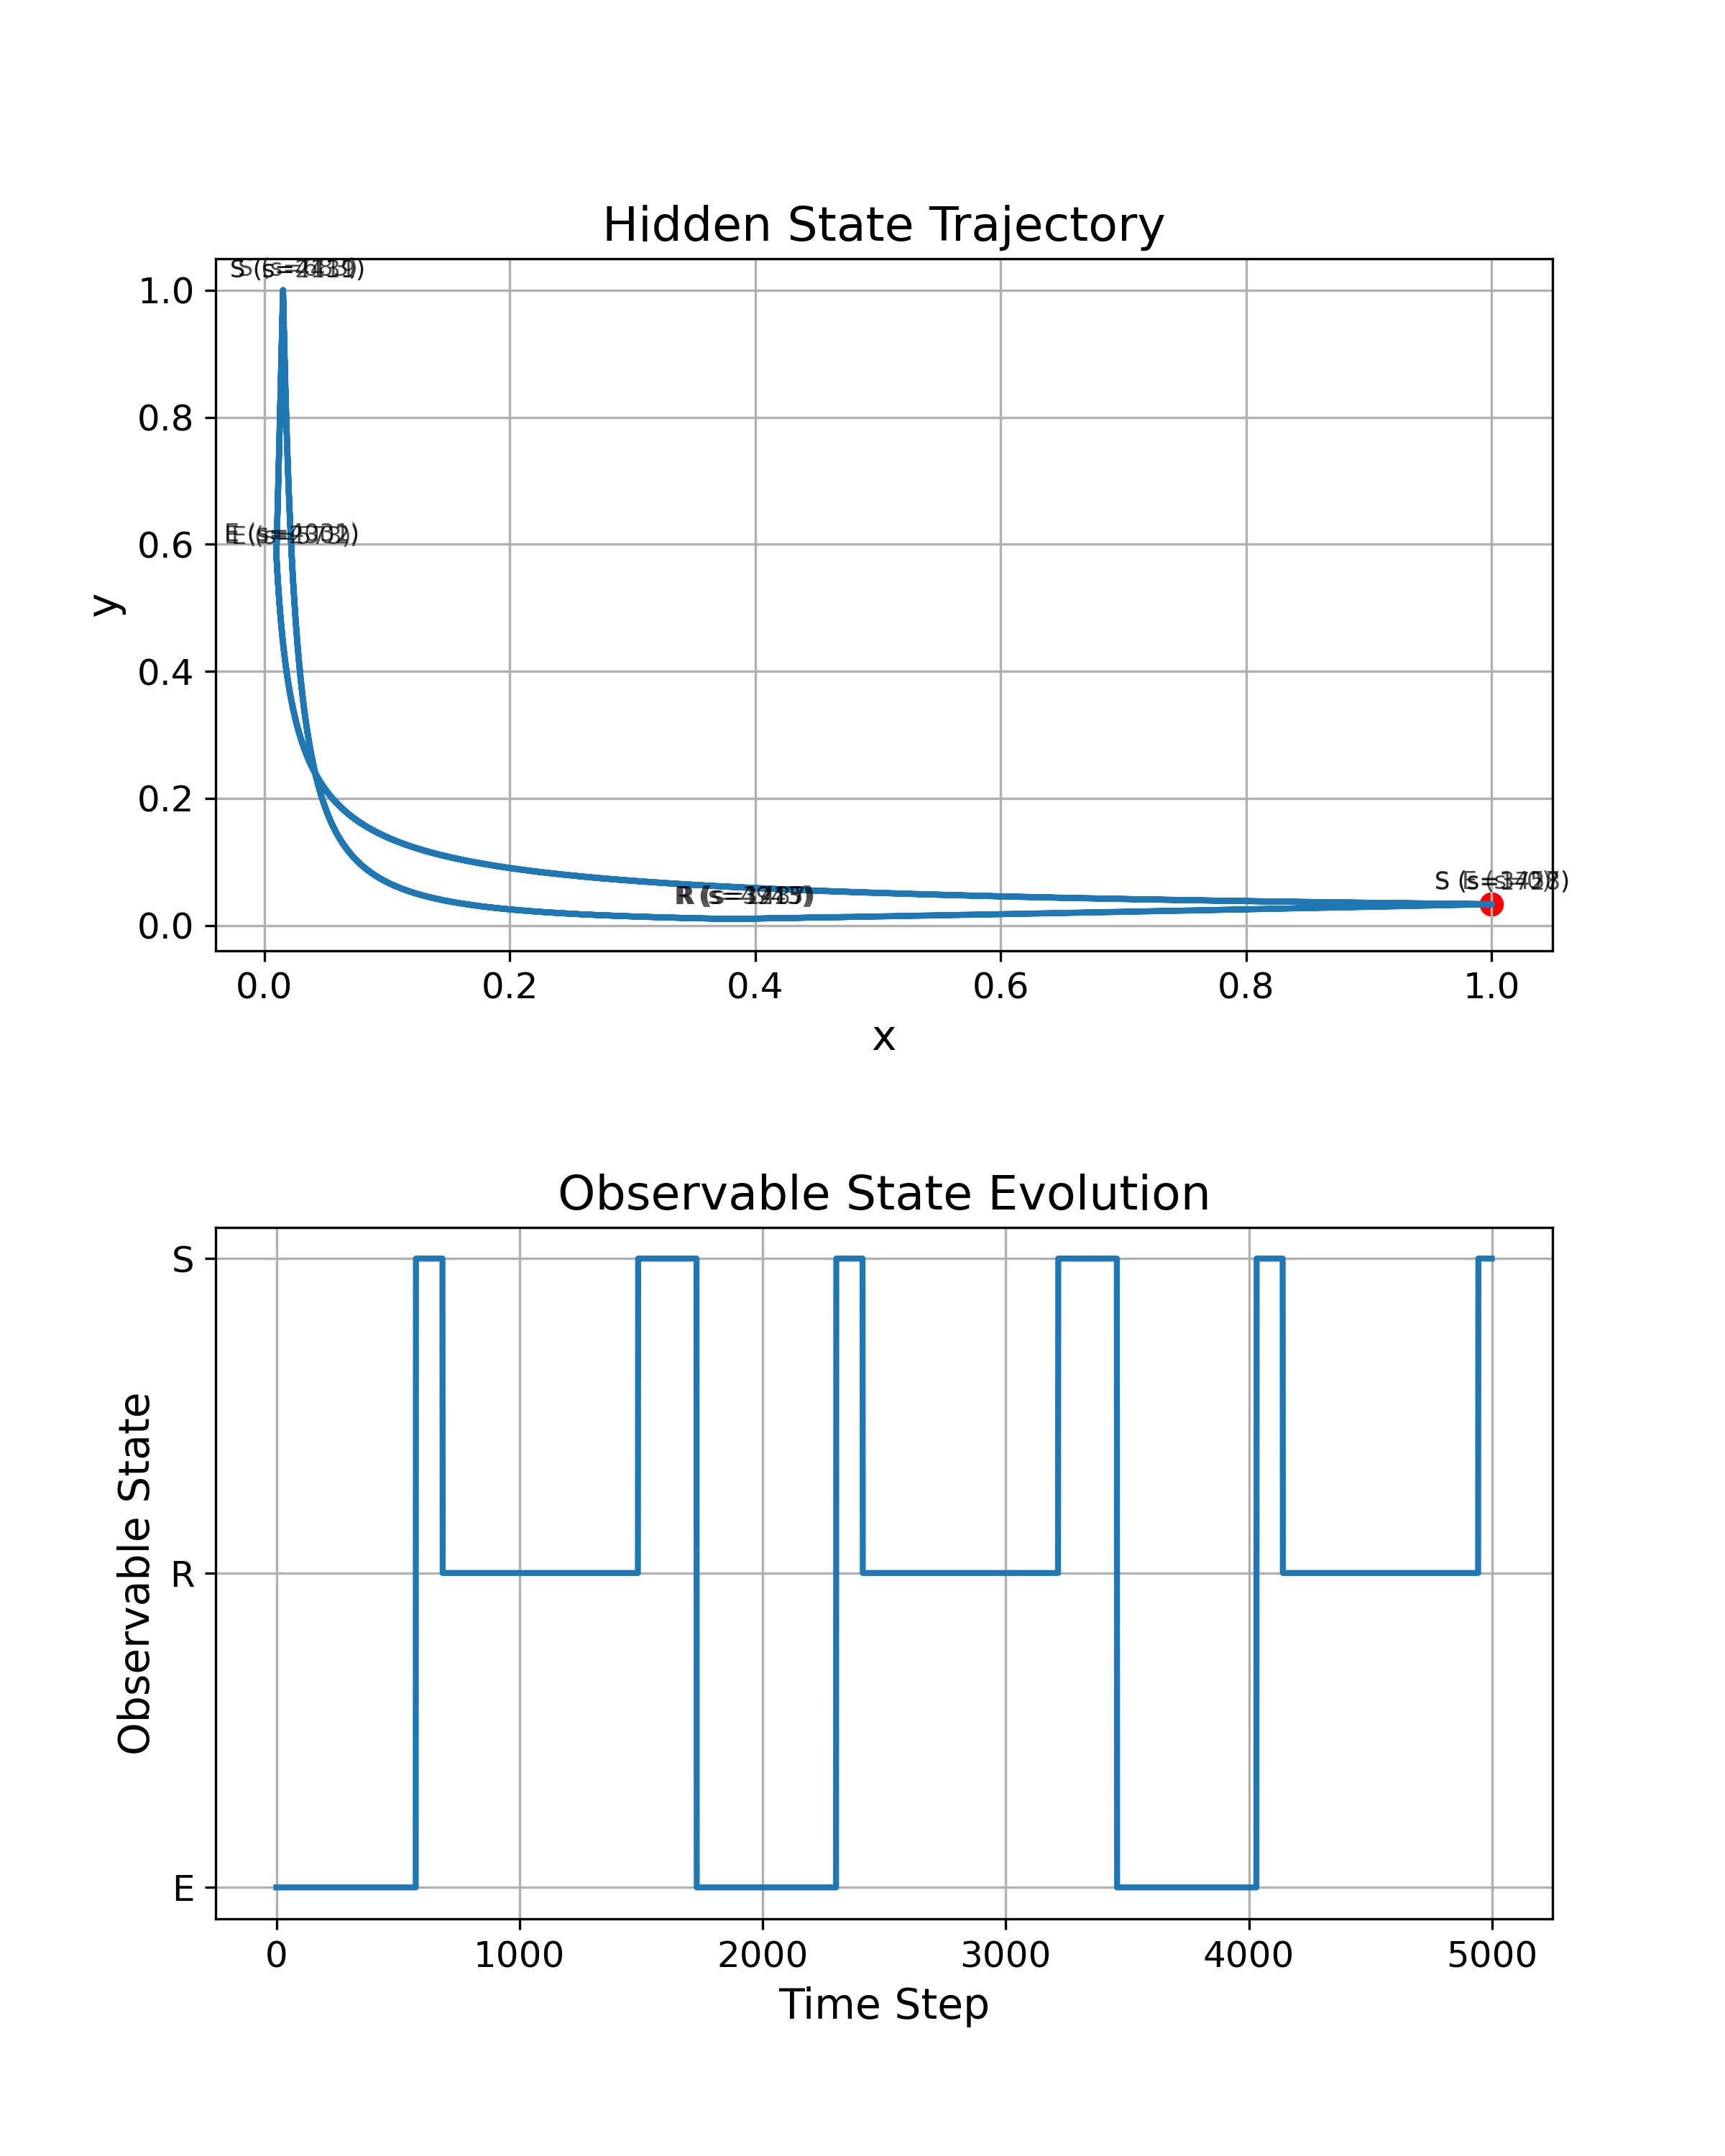 Hidden State Trajectory
1.0
0.8
0.6
0.4
0.2
0.0
y
0.0 0.2 0.4 0.6 0.8 1.0
x
Observable State Evolution
S
R
E
Observable State
0 1000 2000 3000 4000 5000
Time Step